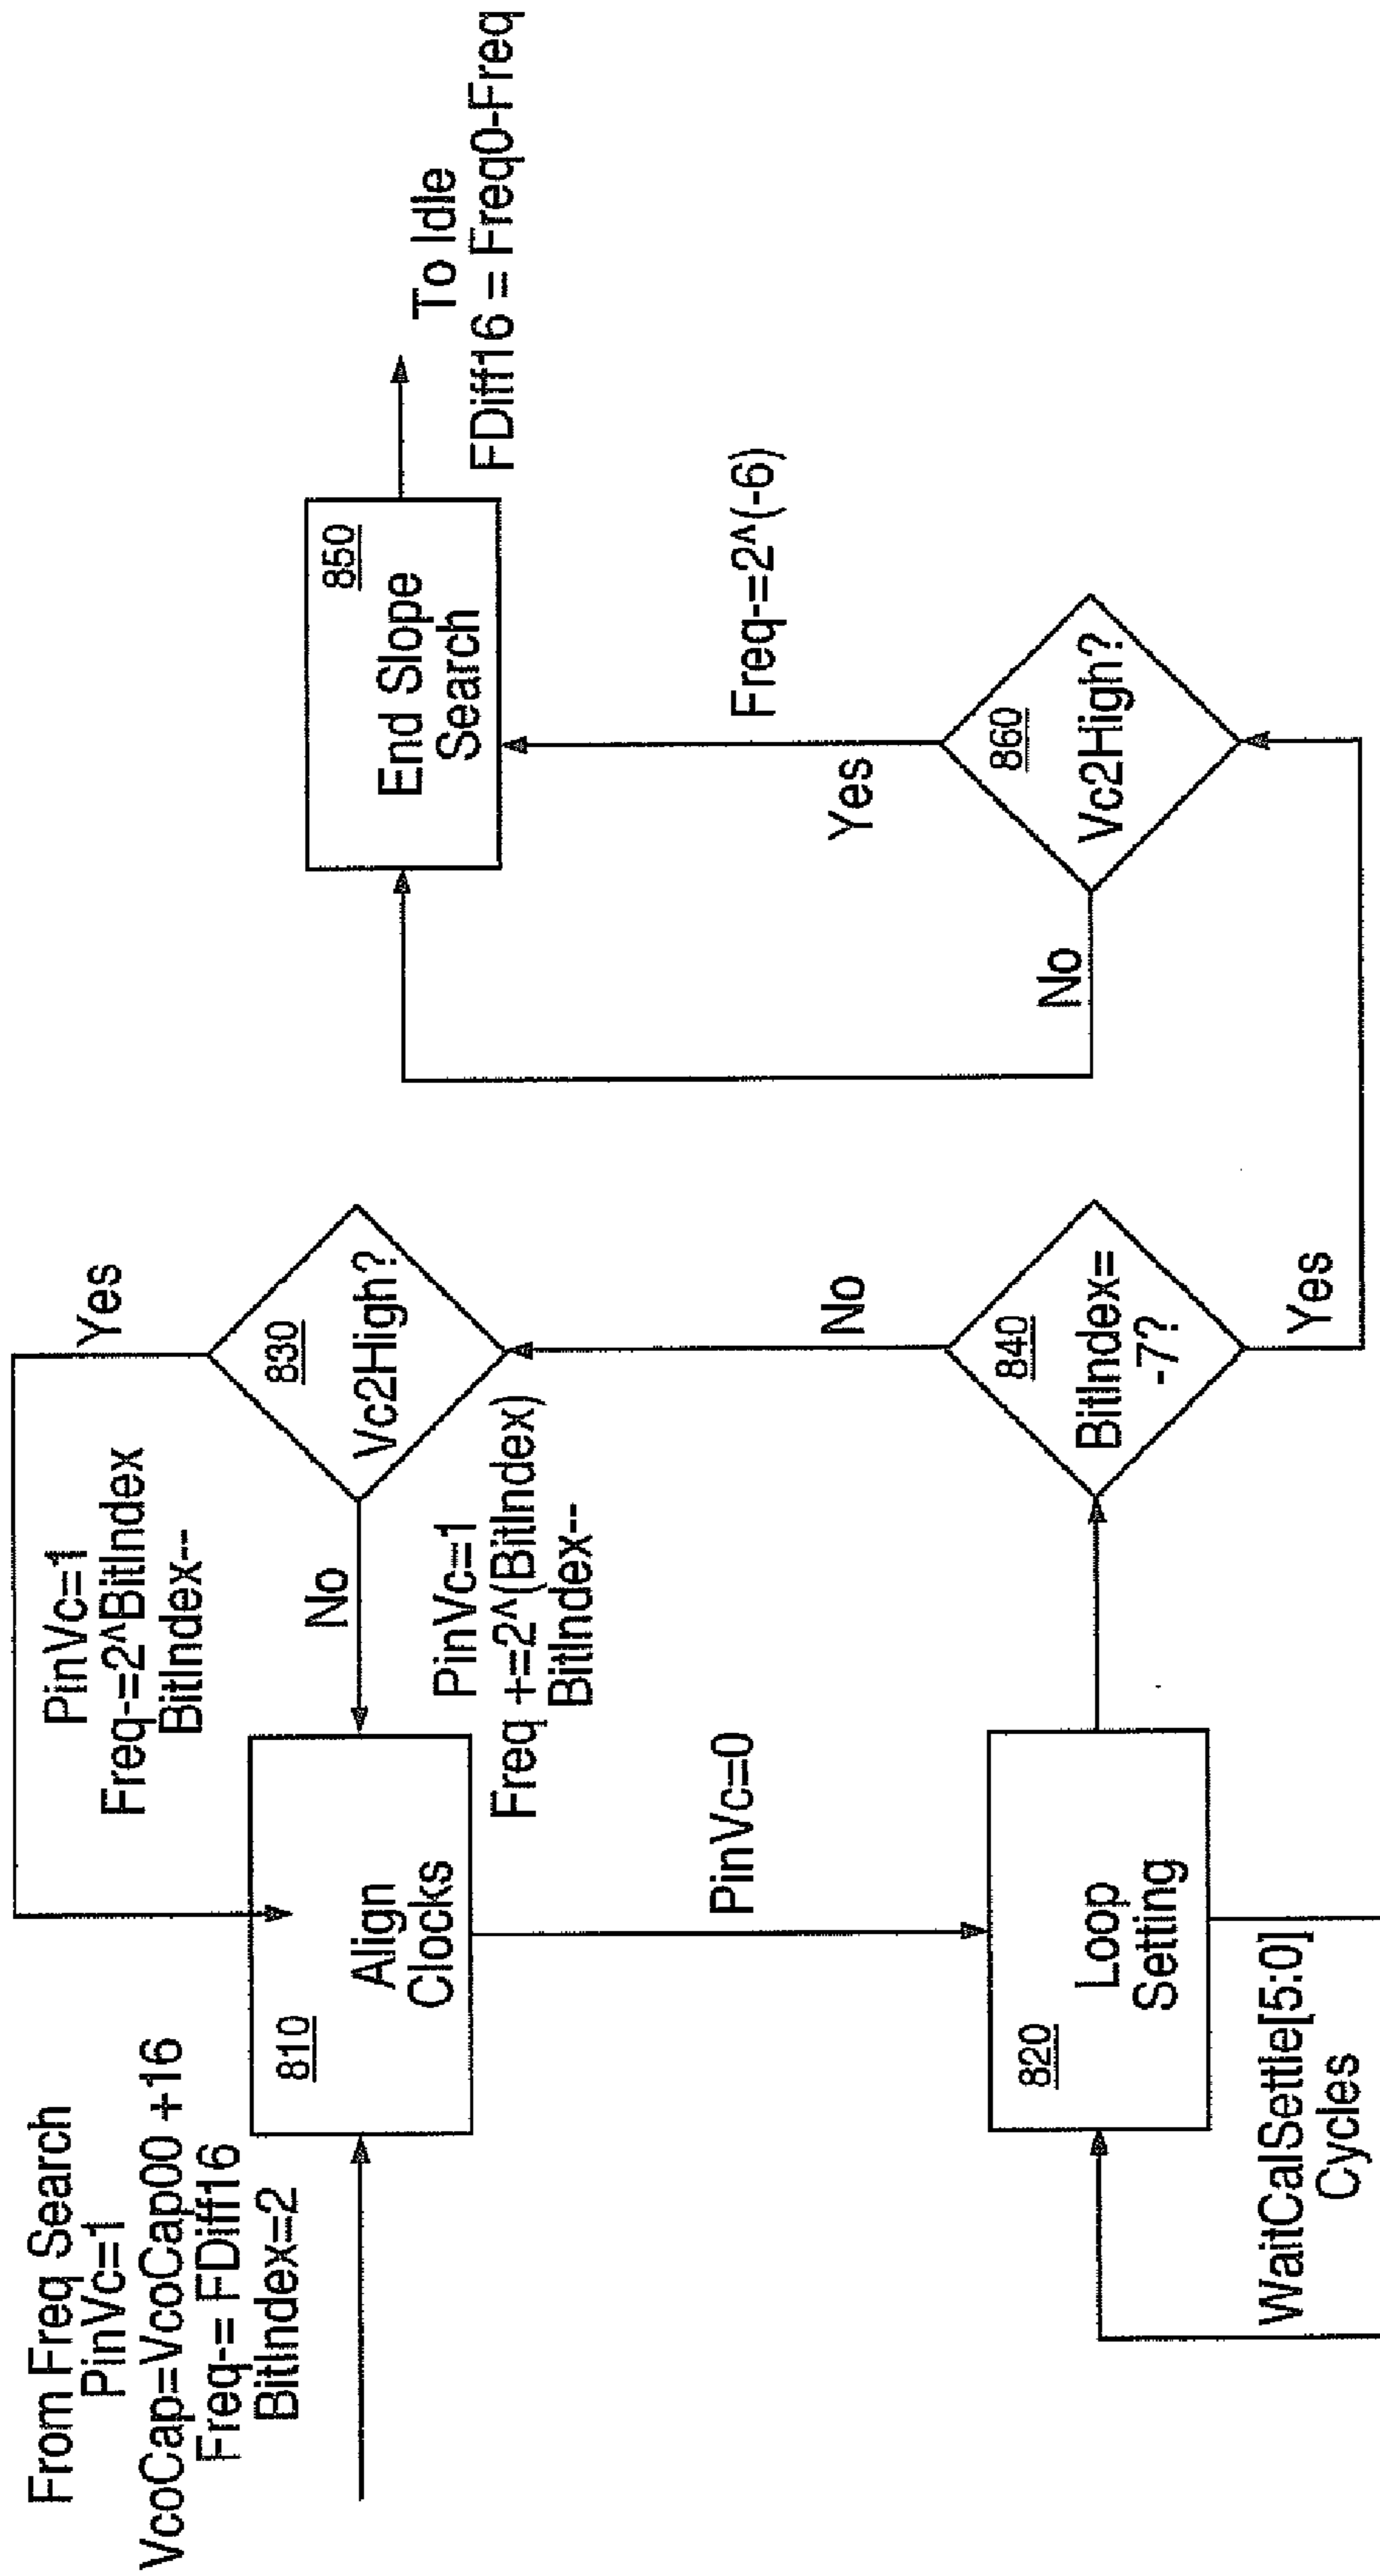 From Freq Search
PinVc=1
VcoCap=VcoCap00 +16
Freq-= FDiff16
BitIndex=2
810
Align
Clocks
PinVc=1
Freq-=2^BitIndex
BitIndex--
Yes
830
Vc2High?
No
PinVc=1
Freq +=2^(BitIndex)
BitIndex--
PinVc=0
820
Loop
Setting
WaitCalSettle[5:0]
Cycles
840
BitIndex=
-7?
No
Yes
860
Vc2High?
No
Yes
Freq-=2^(-6)
850
End Slope
Search
To Idle
FDiff16 = Freq0-Freq